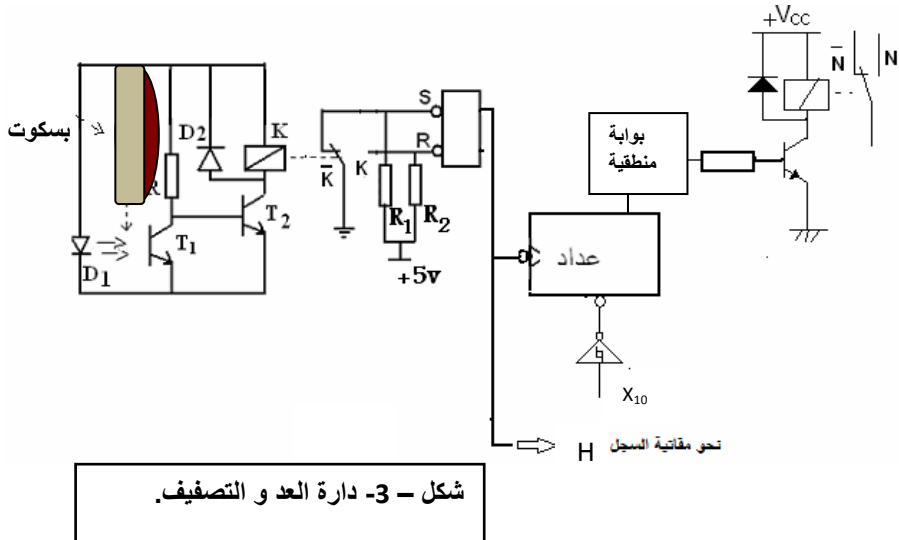 +Vcc
N̅ N
بسكوت
D2 K
S
R
K̅ K
R
R1 R2
+5v
T1
T2
D1
بوابة
منطقية
عداد
X10
H نحو مقاتية السجل
شكل – 3- دارة العد و التصفيف.